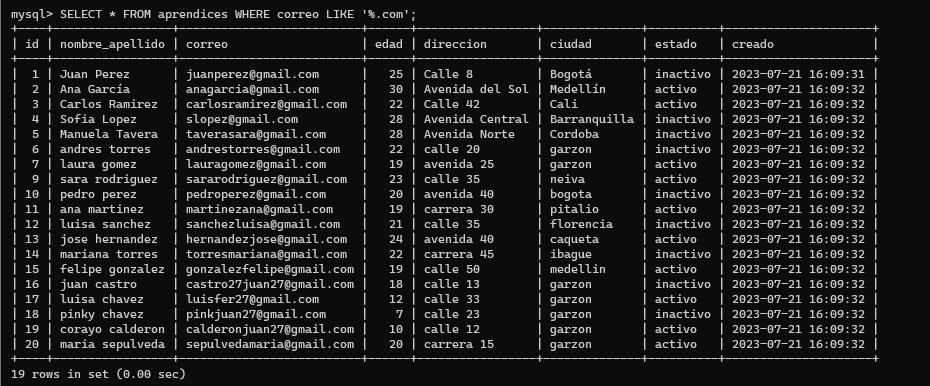 mysql> SELECT * FROM aprendices WHERE correo LIKE '%.com';
+----+-----------------+---------------------------+------+------------------+--------------+----------+---------------------+
| id | nombre_apellido | correo                    | edad | direccion        | ciudad       | estado   | creado              |
+----+-----------------+---------------------------+------+------------------+--------------+----------+---------------------+
|  1 | Juan Perez      | juanperez@gmail.com       |   25 | Calle 8          | Bogotá       | inactivo | 2023-07-21 16:09:31 |
|  2 | Ana García      | anagarcia@gmail.com       |   30 | Avenida del Sol  | Medellín     | activo   | 2023-07-21 16:09:32 |
|  3 | Carlos Ramirez  | carlosramirez@gmail.com   |   22 | Calle 42         | Cali         | activo   | 2023-07-21 16:09:32 |
|  4 | Sofia Lopez     | slopez@gmail.com          |   28 | Avenida Central  | Barranquilla | inactivo | 2023-07-21 16:09:32 |
|  5 | Manuela Tavera  | taverasara@gmail.com      |   28 | Avenida Norte    | Cordoba      | inactivo | 2023-07-21 16:09:32 |
|  6 | andres torres   | andrestorres@gmail.com    |   22 | calle 20         | garzon       | inactivo | 2023-07-21 16:09:32 |
|  7 | laura gomez     | lauragomez@gmail.com      |   19 | avenida 25       | garzon       | activo   | 2023-07-21 16:09:32 |
|  9 | sara rodriguez  | sararodriguez@gmail.com   |   23 | calle 35         | neiva        | activo   | 2023-07-21 16:09:32 |
| 10 | pedro perez     | pedroperez@gmail.com      |   20 | avenida 40       | bogota       | inactivo | 2023-07-21 16:09:32 |
| 11 | ana martinez    | martinezana@gmail.com     |   19 | carrera 30       | pitalio      | activo   | 2023-07-21 16:09:32 |
| 12 | luisa sanchez   | sanchezluisa@gmail.com    |   21 | calle 35         | florencia    | inactivo | 2023-07-21 16:09:32 |
| 13 | jose hernandez  | hernandezjose@gmail.com   |   24 | avenida 40       | caqueta      | activo   | 2023-07-21 16:09:32 |
| 14 | mariana torres  | torresmariana@gmail.com   |   22 | carrera 45       | ibague       | inactivo | 2023-07-21 16:09:32 |
| 15 | felipe gonzalez | gonzalezfelipe@gmail.com  |   19 | calle 50         | medellin     | activo   | 2023-07-21 16:09:32 |
| 16 | juan castro     | castro27juan27@gmail.com  |   18 | calle 13         | garzon       | inactivo | 2023-07-21 16:09:32 |
| 17 | luisa chavez    | luisfer27@gmail.com       |   12 | calle 33         | garzon       | activo   | 2023-07-21 16:09:32 |
| 18 | pinky chavez    | pinkjuan27@gmail.com      |    7 | calle 23         | garzon       | inactivo | 2023-07-21 16:09:32 |
| 19 | corayo calderon | calderonjuan27@gmail.com  |   10 | calle 12         | garzon       | activo   | 2023-07-21 16:09:32 |
| 20 | maria sepulveda | sepulvedamaria@gmail.com  |   20 | carrera 15       | garzon       | activo   | 2023-07-21 16:09:32 |
+----+-----------------+---------------------------+------+------------------+--------------+----------+---------------------+
19 rows in set (0.00 sec)